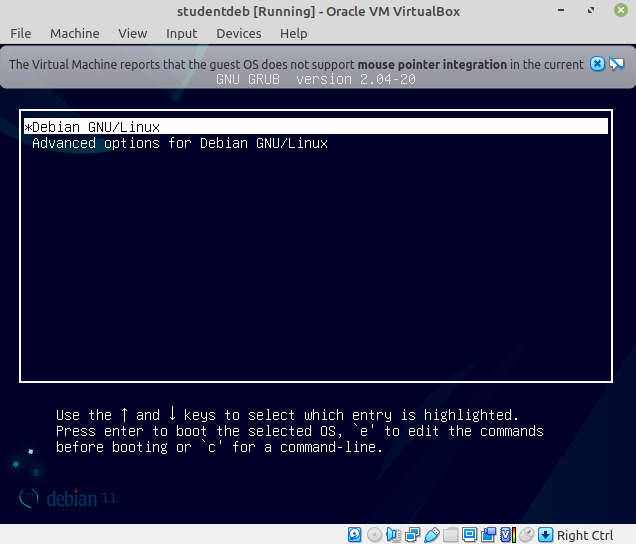 studentdeb [Running] - Oracle VM VirtualBox
File Machine View Input Devices Help
The Virtual Machine reports that the guest OS does not support mouse pointer integration in the current
GNU GRUB version 2.04-20
*Debian GNU/Linux
Advanced options for Debian GNU/Linux
Use the ↑ and ↓ keys to select which entry is highlighted.
Press enter to boot the selected OS, `e' to edit the commands
before booting or `c' for a command-line.
debian 11
Right Ctrl